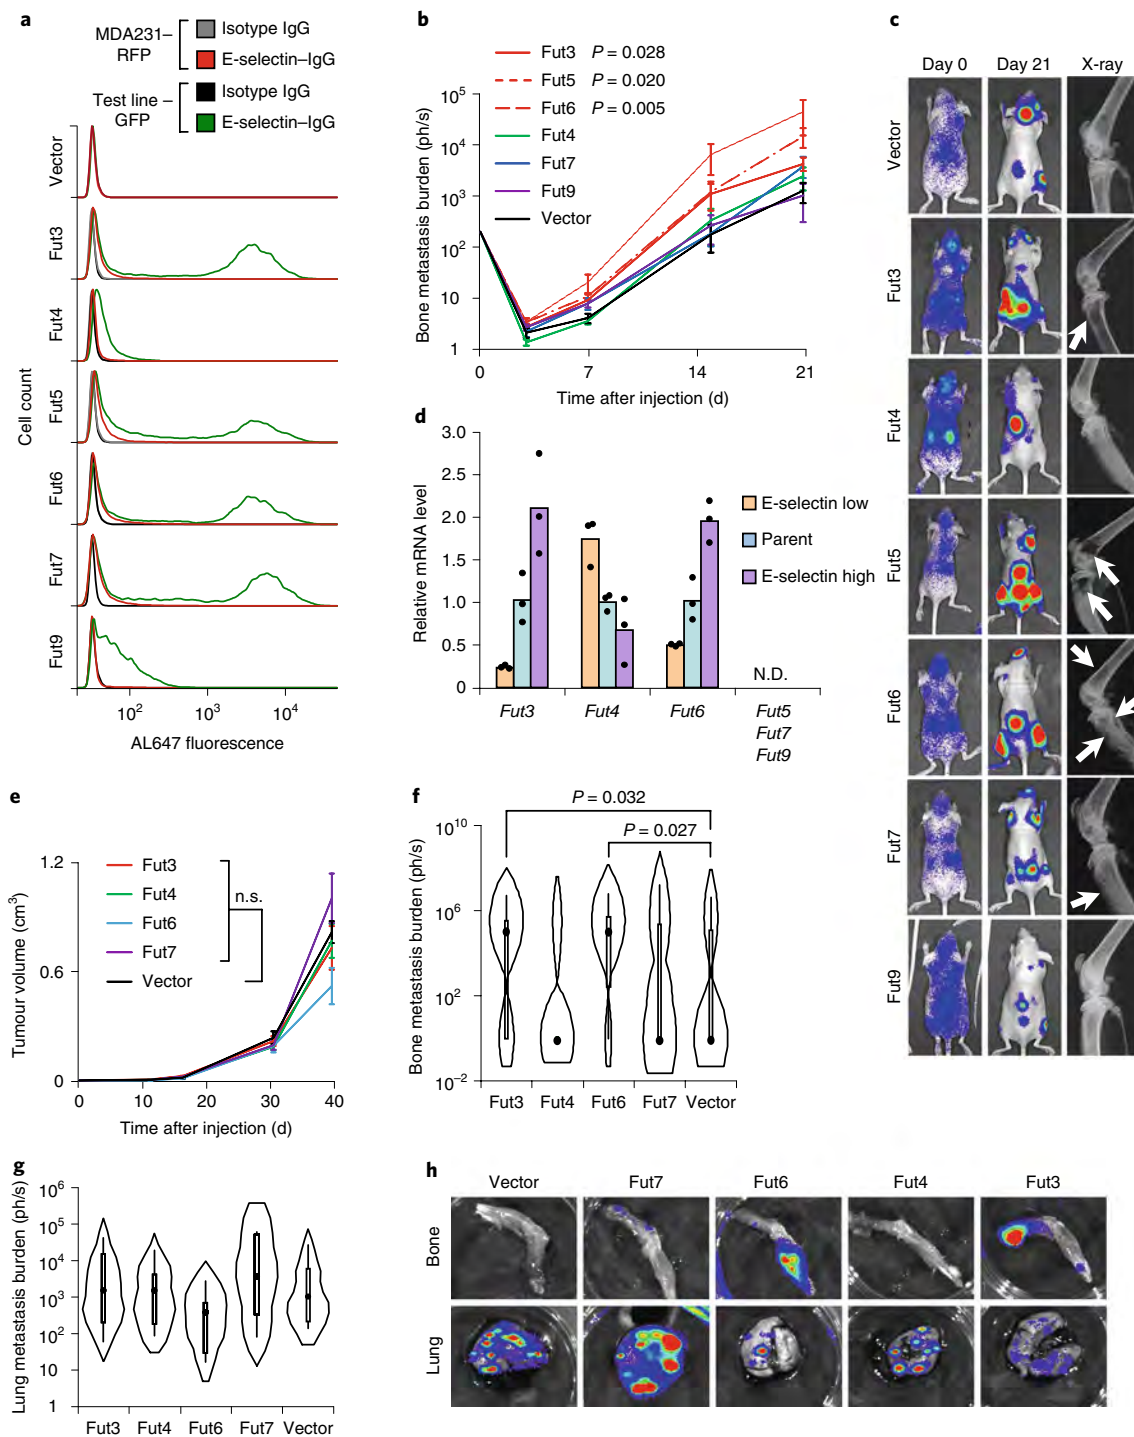 a
MDA231–
RFP
Isotype IgG
E-selectin–IgG
Test line –
GFP
Isotype IgG
E-selectin–IgG
Vector
Fut3
Fut4
Fut5
Fut6
Fut7
Fut9
Cell count
10²
10³
10⁴
AL647 fluorescence
b
Fut3 P = 0.028
Fut5 P = 0.020
Fut6 P = 0.005
Fut4
Fut7
Fut9
Vector
Bone metastasis burden (ph/s)
10⁵
10⁴
10³
10²
10
1
0
7
14
21
Time after injection (d)
c
Day 0
Day 21
X-ray
Vector
Fut3
Fut4
Fut5
Fut6
Fut7
Fut9
d
Relative mRNA level
3.0
2.5
2.0
1.5
1.0
0.5
0
E-selectin low
Parent
E-selectin high
N.D.
Fut3
Fut4
Fut6
Fut5
Fut7
Fut9
e
Tumour volume (cm³)
1.2
0.6
0
Fut3
Fut4
Fut6
Fut7
Vector
n.s.
0
10
20
30
40
Time after injection (d)
f
P = 0.032
P = 0.027
Bone metastasis burden (ph/s)
10¹⁰
10⁶
10²
10⁻²
Fut3
Fut4
Fut6
Fut7
Vector
g
Lung metastasis burden (ph/s)
10⁶
10⁵
10⁴
10³
10²
10¹
1
Fut3
Fut4
Fut6
Fut7
Vector
h
Vector
Fut7
Fut6
Fut4
Fut3
Bone
Lung